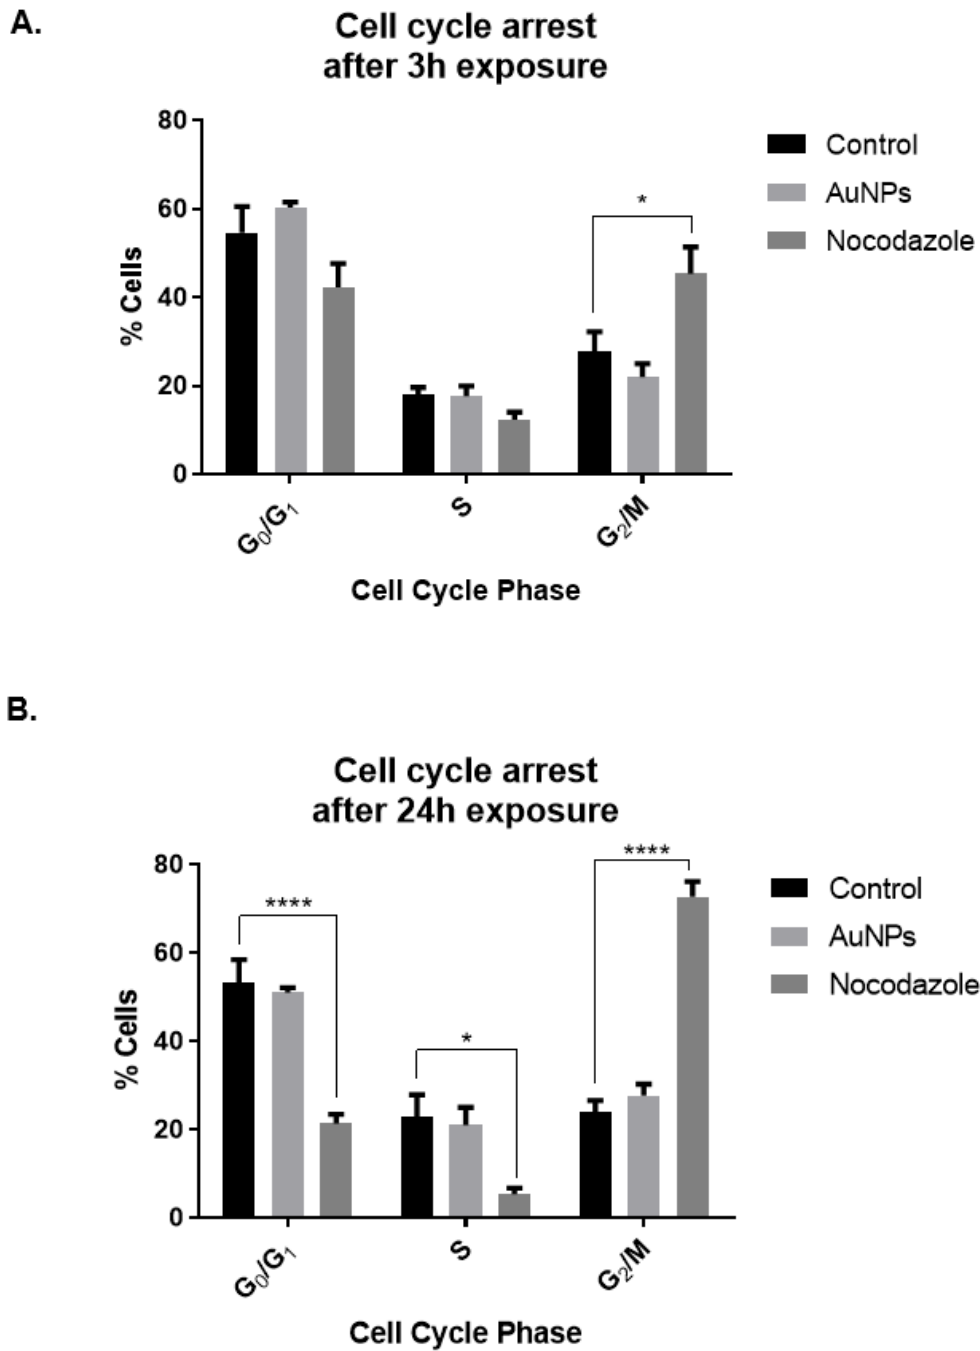 A.
Cell cycle arrest
after 3h exposure
80
60
40
20
0
% Cells
*
Control
AuNPs
Nocodazole
G₀/G₁
S
G₂/M
Cell Cycle Phase
B.
Cell cycle arrest
after 24h exposure
80
60
40
20
0
% Cells
****
*
****
Control
AuNPs
Nocodazole
G₀/G₁
S
G₂/M
Cell Cycle Phase